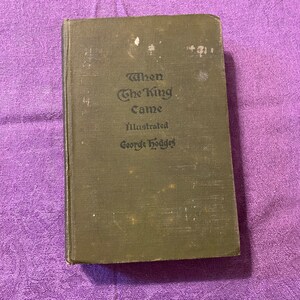 When
The King
Came
Illustrated
George Hodges